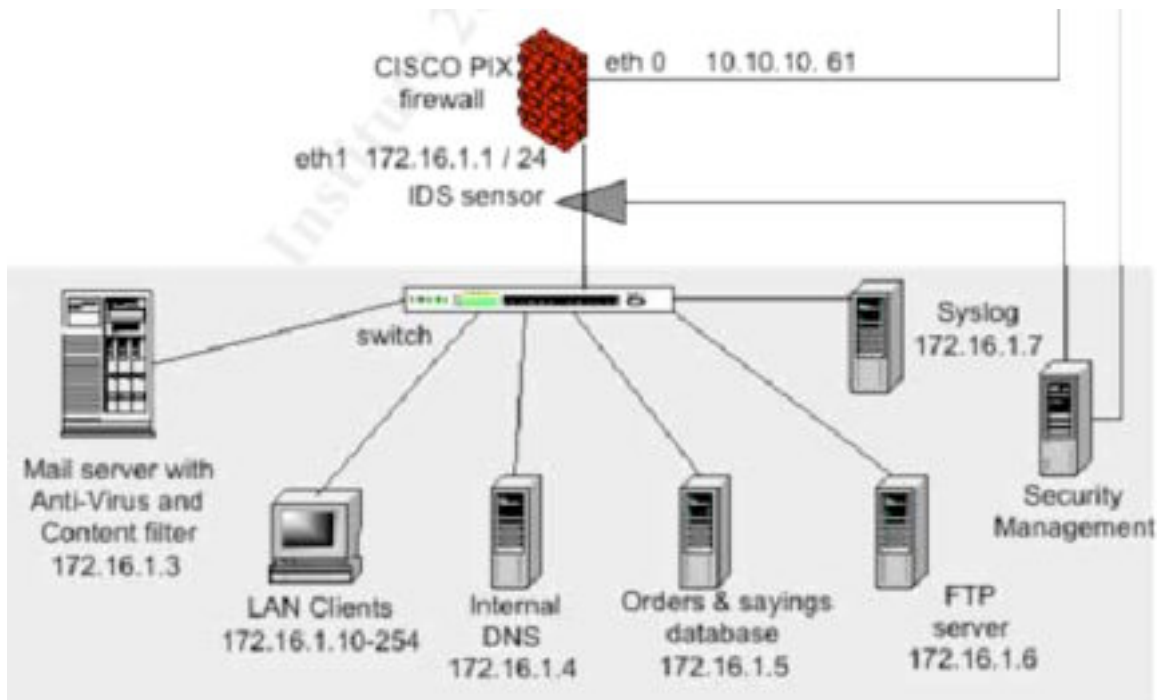 CISCO PIX
firewall
eth 0 10.10.10. 61
eth1 172.16.1.1 / 24
IDS sensor
switch
Syslog
172.16.1.7
Mail server with
Anti-Virus and
Content filter
172.16.1.3
LAN Clients
172.16.1.10-254
Internal
DNS
172.16.1.4
Orders & sayings
database
172.16.1.5
FTP
server
172.16.1.6
Security
Management